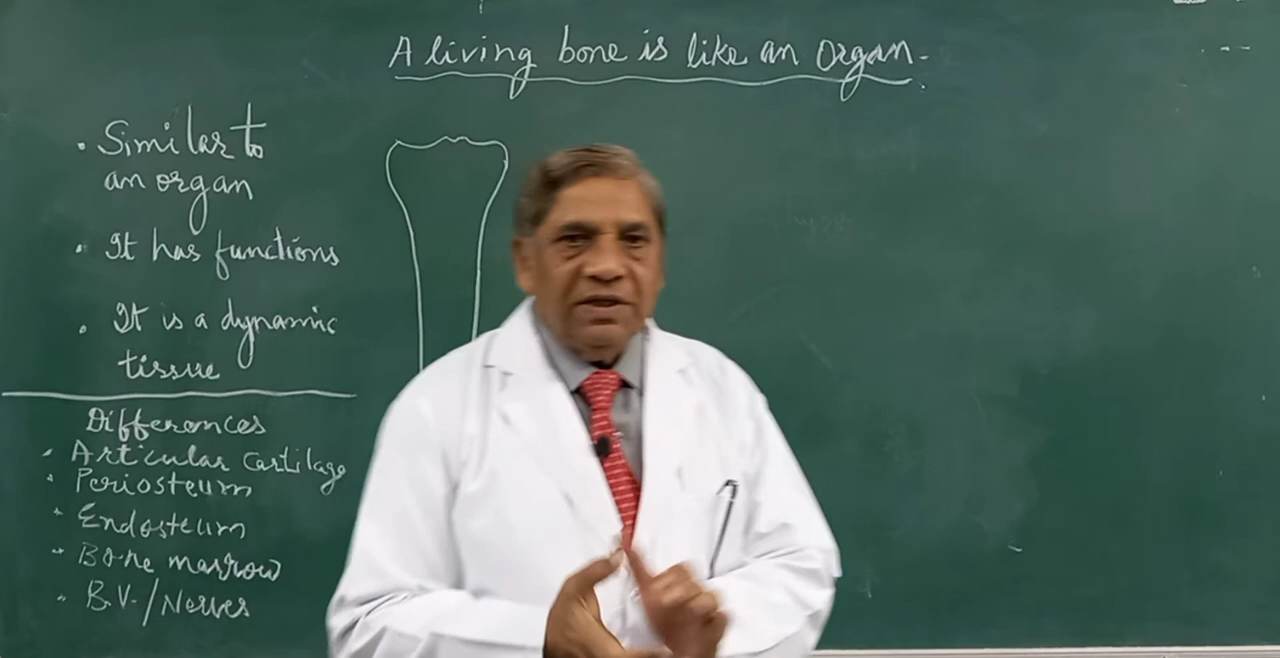 A living bone is like an Organ.
• Similar to
an organ
• It has functions
• It is a dynamic
tissue
Differences
• Articular Cartilage
• Periosteum
• Endosteum
• Bone marrow
• B.V./Nerves